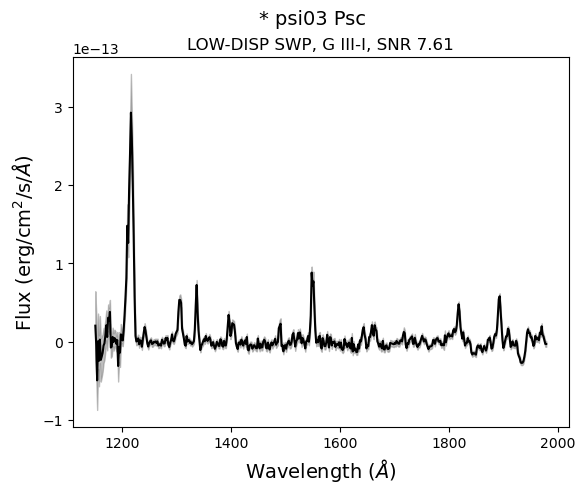 * psi03 Psc
LOW-DISP SWP, G III-I, SNR 7.61
1e−13
3
2
1
0
−1
Flux (erg/cm²/s/Å)
1200 1400 1600 1800 2000
Wavelength (Å)